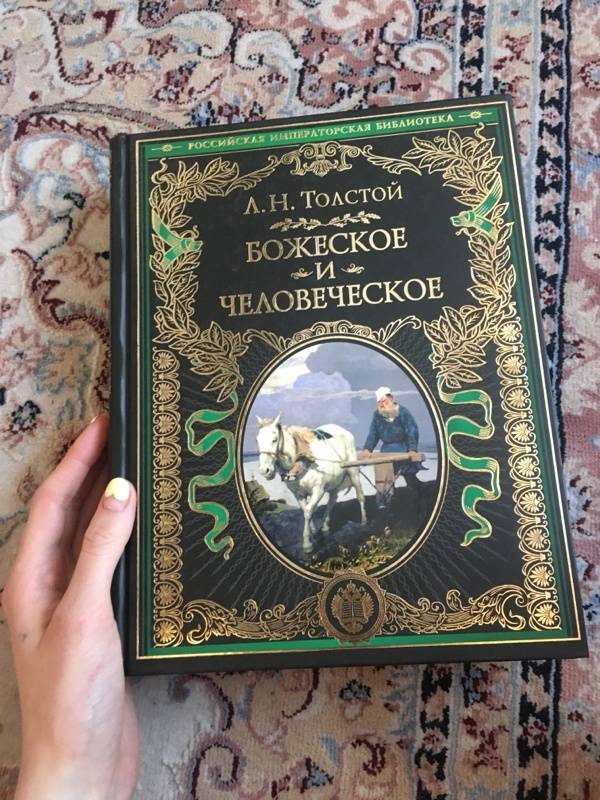 РОССИЙСКАЯ ИМПЕРАТОРСКАЯ БИБЛИОТЕКА
Л. Н. ТОЛСТОЙ
БОЖЕСКОЕ
И
ЧЕЛОВЕЧЕСКОЕ